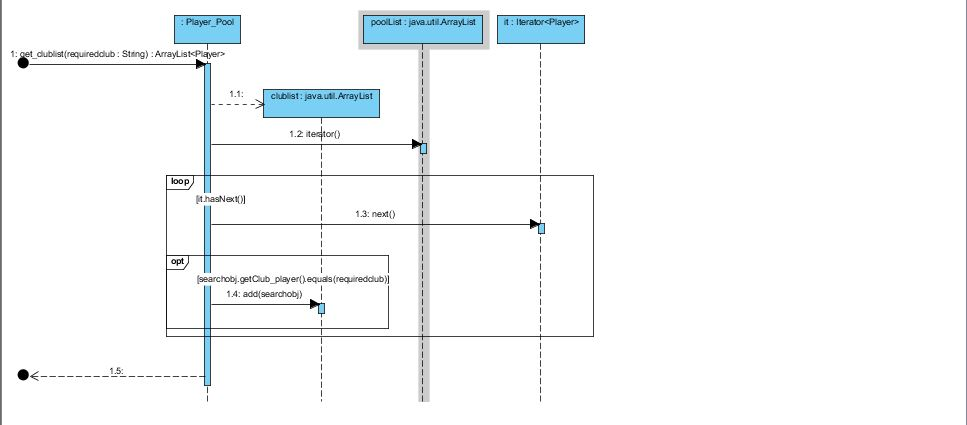 : Player_Pool
poolList : java.util.ArrayList
it : Iterator<Player>
1: get_clublist(requiredclub : String) : ArrayList<Player>
1.1:
clublist : java.util.ArrayList
1.2: iterator()
loop
[it.hasNext()]
1.3: next()
opt
[searchobj.getClub_player().equals(requiredclub)]
1.4: add(searchobj)
1.5: